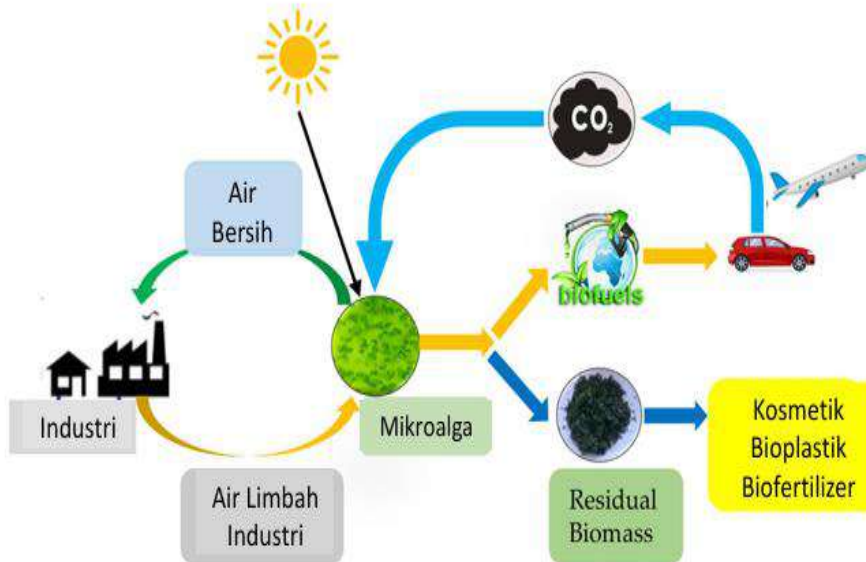 CO2
Air
Bersih
biofuels
Industri
Mikroalga
Kosmetik
Bioplastik
Biofertilizer
Air Limbah
Industri
Residual
Biomass